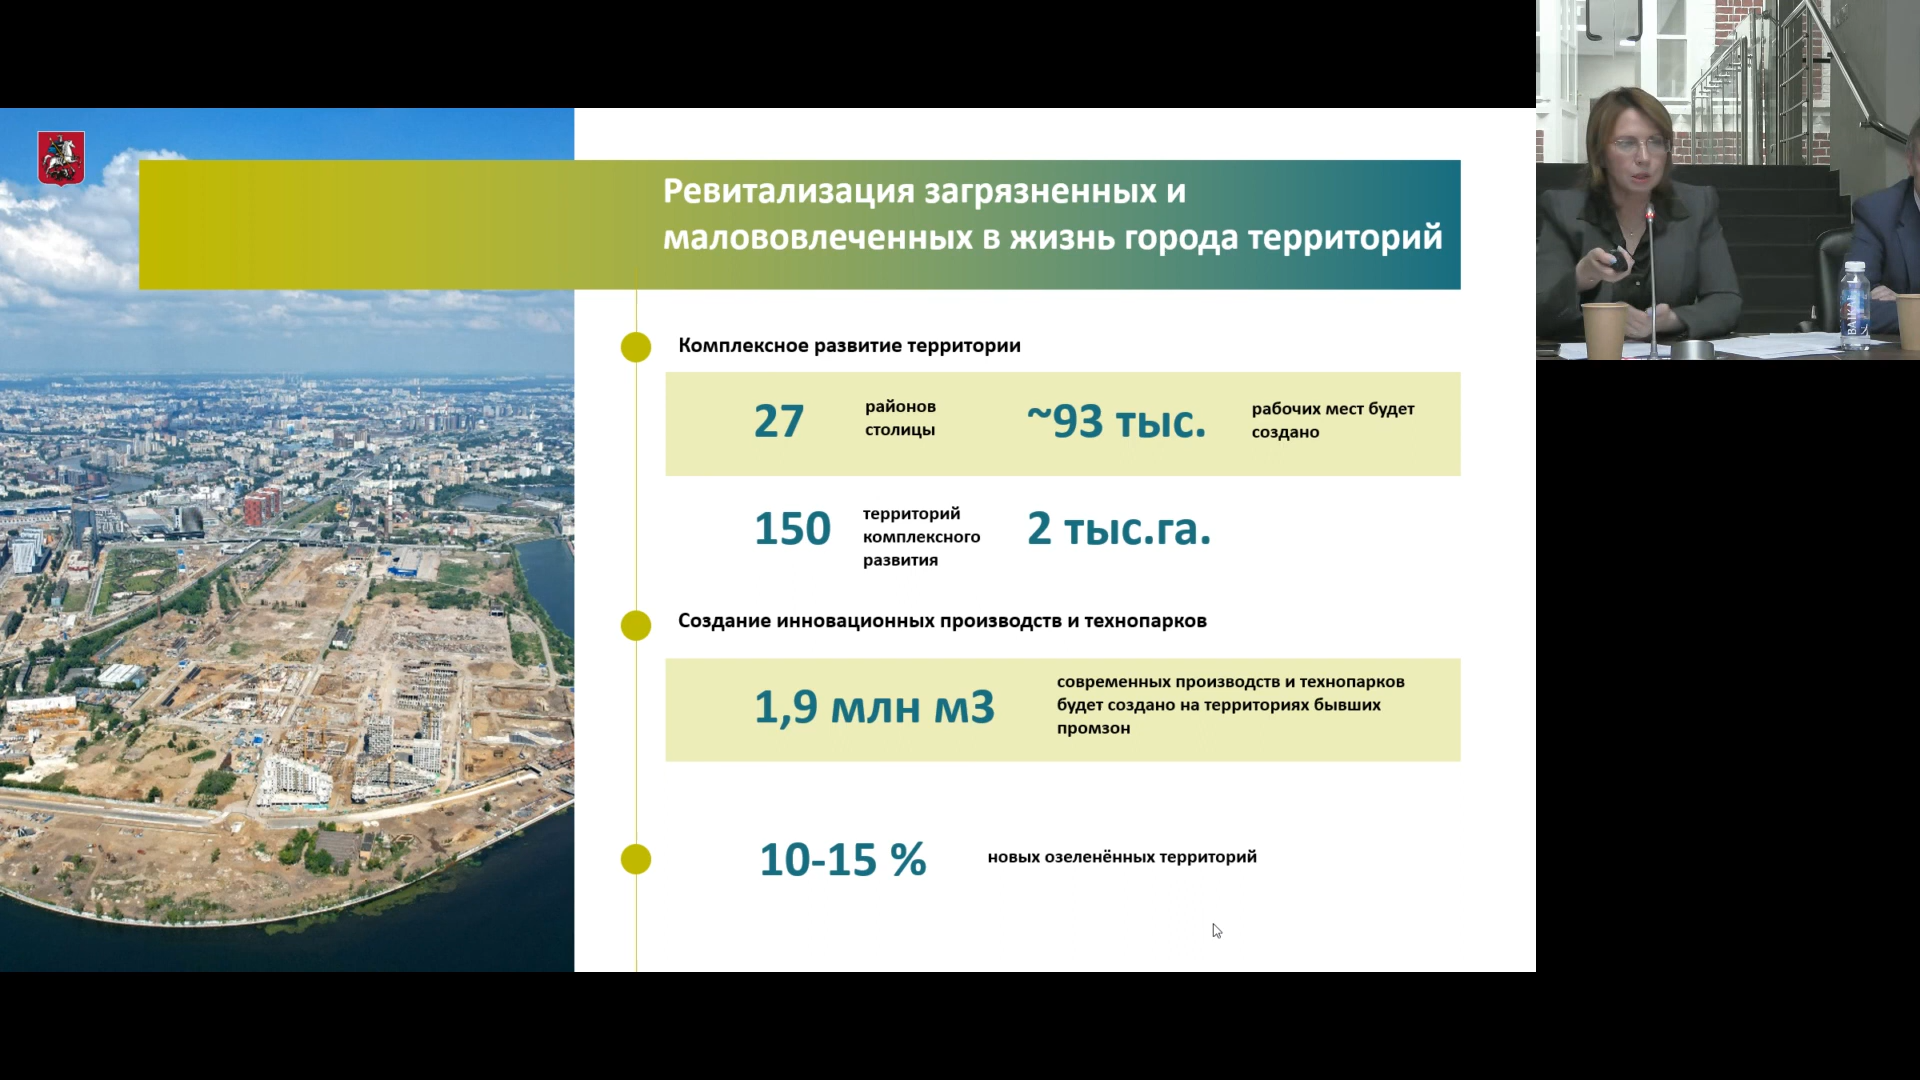 Ревитализация загрязненных и
малововлеченных в жизнь города территорий
Комплексное развитие территории
27
районов
столицы
~93 тыс.
рабочих мест будет
создано
150
территорий
комплексного
развития
2 тыс.га.
Создание инновационных производств и технопарков
1,9 млн м3
современных производств и технопарков
будет создано на территориях бывших
промзон
10-15 %
новых озеленённых территорий
BAIKAL